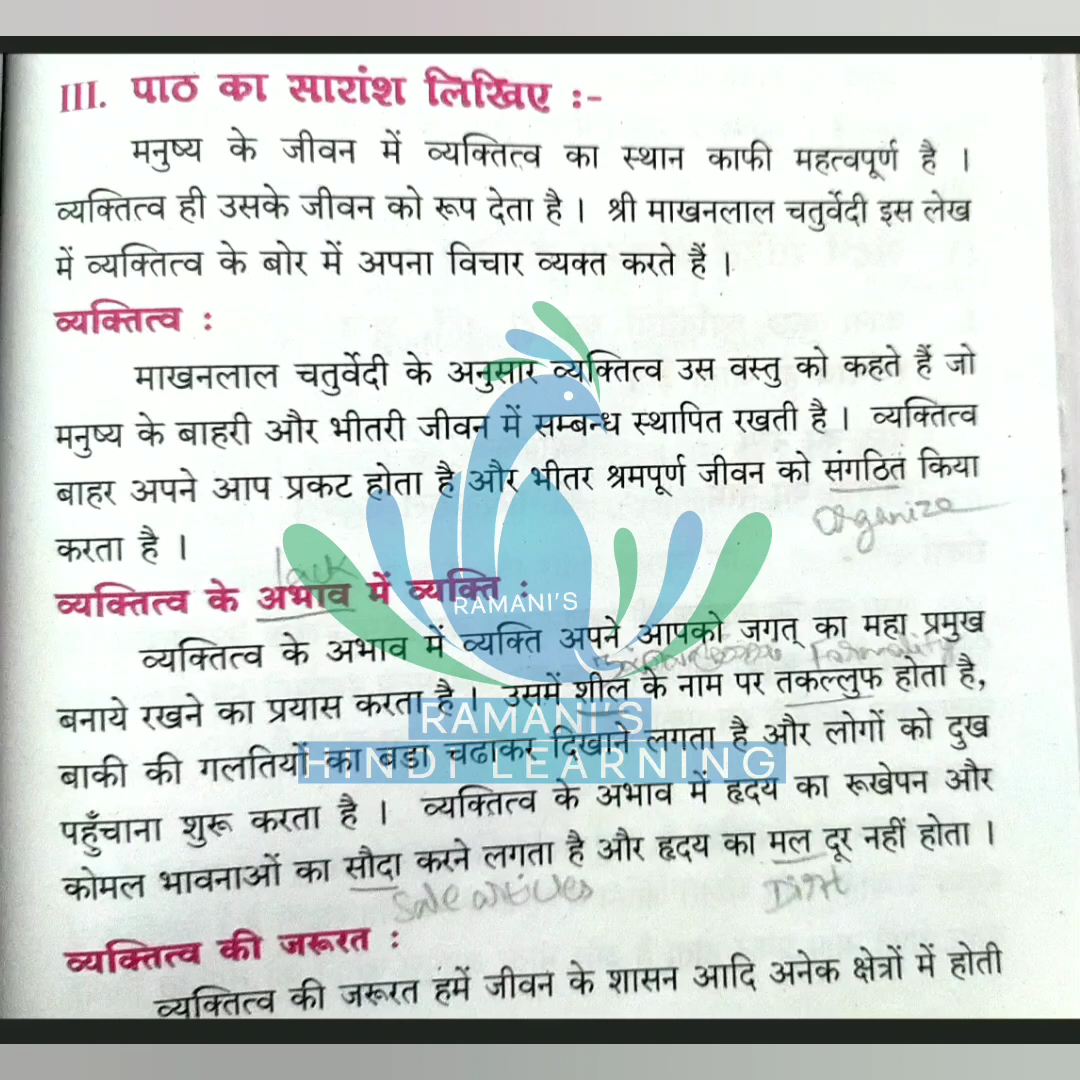 III. पाठ का सारांश लिखिए :-
मनुष्य के जीवन में व्यक्तित्व का स्थान काफी महत्वपूर्ण है ।
व्यक्तित्व ही उसके जीवन को रूप देता है । श्री माखनलाल चतुर्वेदी इस लेख
में व्यक्तित्व के बोर में अपना विचार व्यक्त करते हैं ।
व्यक्तित्व :
माखनलाल चतुर्वेदी के अनुसार व्यक्तित्व उस वस्तु को कहते हैं जो
मनुष्य के बाहरी और भीतरी जीवन में सम्बन्ध स्थापित रखती है । व्यक्तित्व
बाहर अपने आप प्रकट होता है और भीतर श्रमपूर्ण जीवन को संगठित किया
Organize
करता है ।
lack
व्यक्तित्व के अभाव में व्यक्ति :
RAMANI'S
व्यक्तित्व के अभाव में व्यक्ति अपने आपको जगत् का महा प्रमुख
Formality
बनाये रखने का प्रयास करता है । उसमें शील के नाम पर तकल्लुफ होता है,
RAMANI'S
बाकी की गलतियों का बडा चढाकर दिखाने लगता है और लोगों को दुख
HINDI LEARNING
पहुँचाना शुरू करता है । व्यक्तित्व के अभाव में हृदय का रूखेपन और
कोमल भावनाओं का सौदा करने लगता है और हृदय का मल दूर नहीं होता ।
Dirt
व्यक्तित्व की जरूरत :
व्यक्तित्व की जरूरत हमें जीवन के शासन आदि अनेक क्षेत्रों में होती